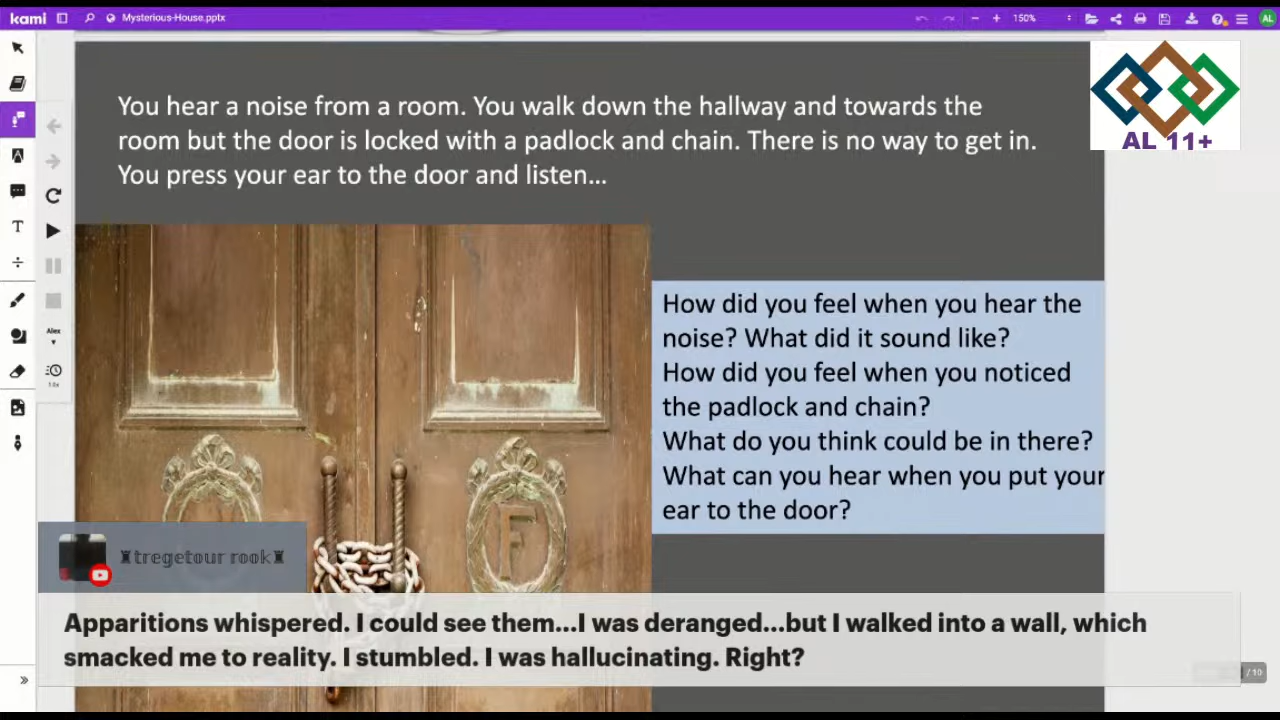 kami
Mysterious-House.pptx
150%
AL
AL 11+
You hear a noise from a room. You walk down the hallway and towards the
room but the door is locked with a padlock and chain. There is no way to get in.
You press your ear to the door and listen...
Alex
1.0x
How did you feel when you hear the
noise? What did it sound like?
How did you feel when you noticed
the padlock and chain?
What do you think could be in there?
What can you hear when you put your
ear to the door?
F
♜tregetour rook♜
Apparitions whispered. I could see them...I was deranged...but I walked into a wall, which
smacked me to reality. I stumbled. I was hallucinating. Right?
/ 10